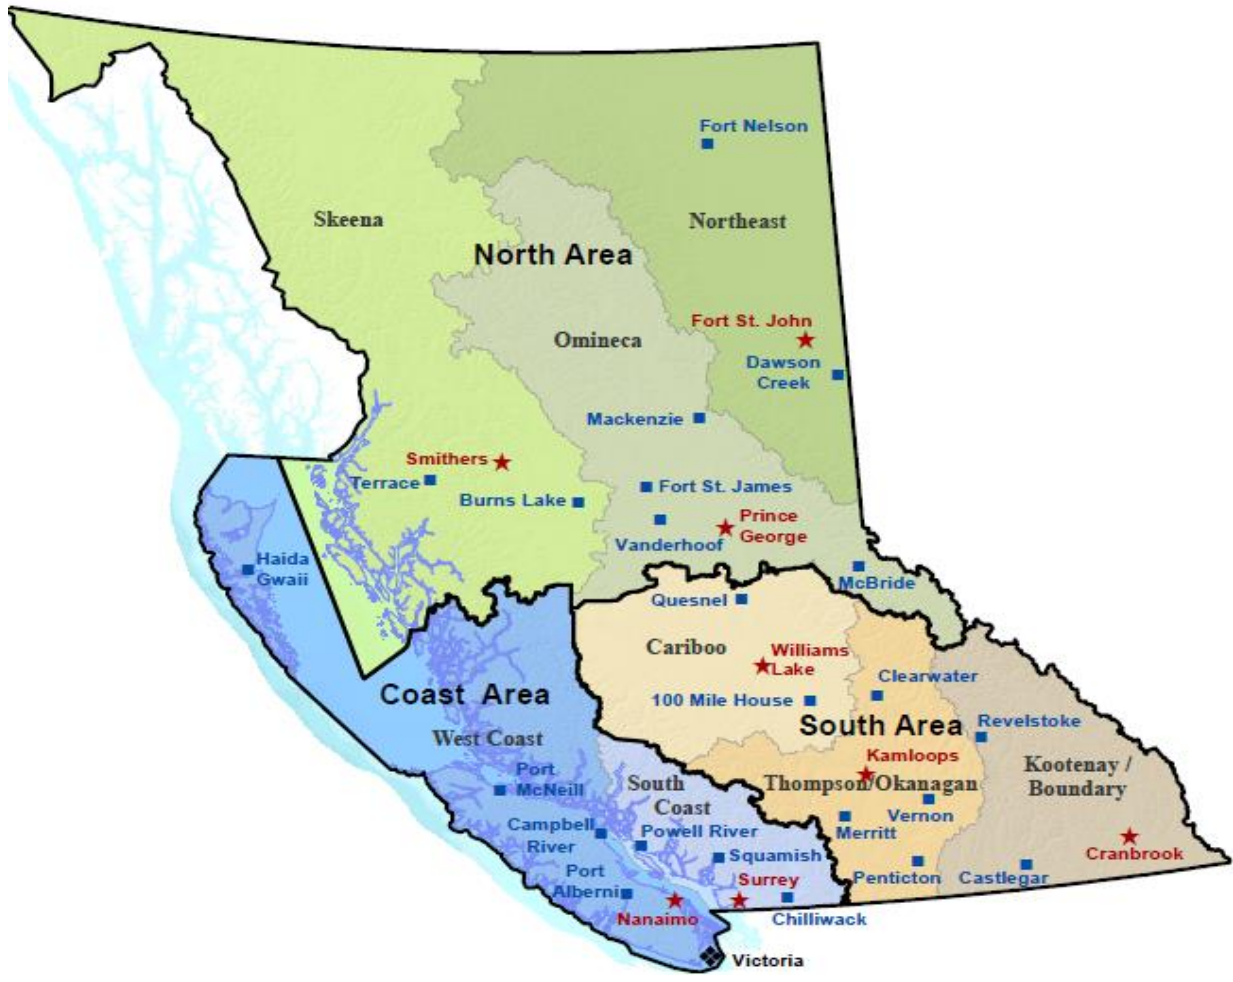 Fort Nelson
Skeena
Northeast
North Area
Fort St. John
Omineca
Dawson
Creek
Mackenzie
Smithers
Terrace
Burns Lake
Fort St. James
Prince
George
Vanderhoof
Haida
Gwaii
McBride
Quesnel
Cariboo
Williams
Lake
Clearwater
Coast Area
100 Mile House
South Area
Revelstoke
West Coast
Kamloops
Port
McNeill
South
Coast
Thompson/Okanagan
Kootenay /
Boundary
Campbell
River
Powell River
Vernon
Merritt
Squamish
Cranbrook
Port
Alberni
Surrey
Penticton
Castlegar
Nanaimo
Chilliwack
Victoria